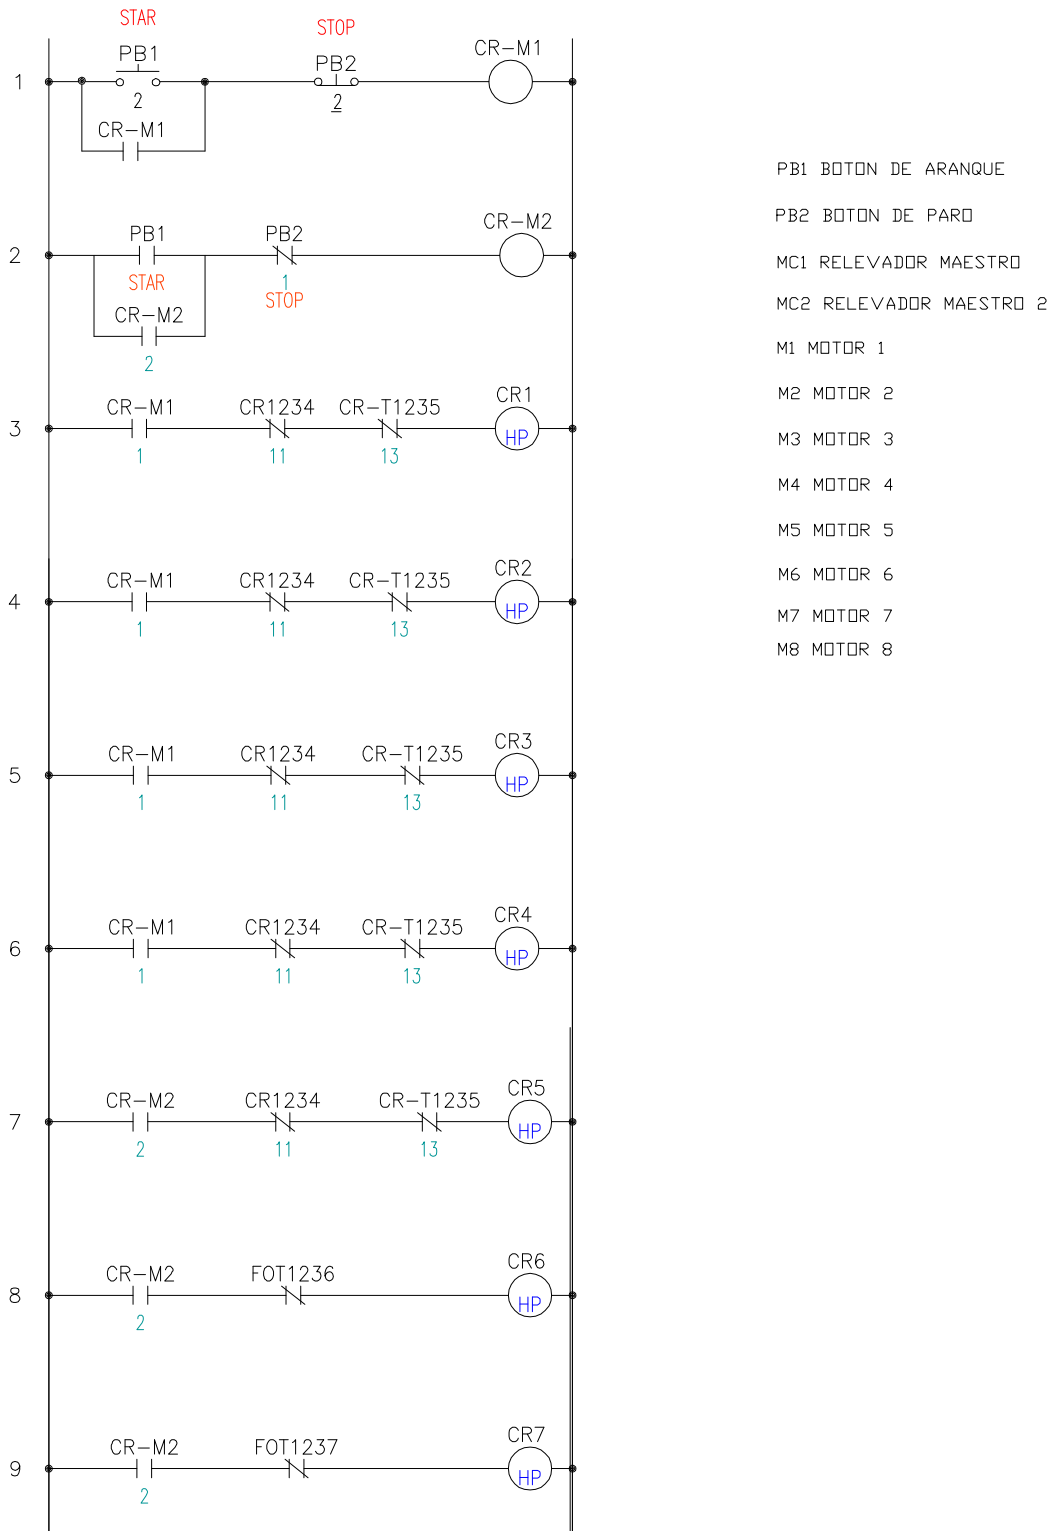 STAR
STOP
PB1
PB2
CR-M1
1
2
2
CR-M1
PB1
PB2
CR-M2
2
STAR
1
STOP
CR-M2
2
CR-M1
CR1234
CR-T1235
CR1
3
HP
1
11
13
CR-M1
CR1234
CR-T1235
CR2
4
HP
1
11
13
CR-M1
CR1234
CR-T1235
CR3
5
HP
1
11
13
CR-M1
CR1234
CR-T1235
CR4
6
HP
1
11
13
CR-M2
CR1234
CR-T1235
CR5
7
HP
2
11
13
CR-M2
FOT1236
CR6
8
HP
2
CR-M2
FOT1237
CR7
9
HP
2
PB1 BOTON DE ARANQUE
PB2 BOTON DE PARO
MC1 RELEVADOR MAESTRO
MC2 RELEVADOR MAESTRO 2
M1 MOTOR 1
M2 MOTOR 2
M3 MOTOR 3
M4 MOTOR 4
M5 MOTOR 5
M6 MOTOR 6
M7 MOTOR 7
M8 MOTOR 8